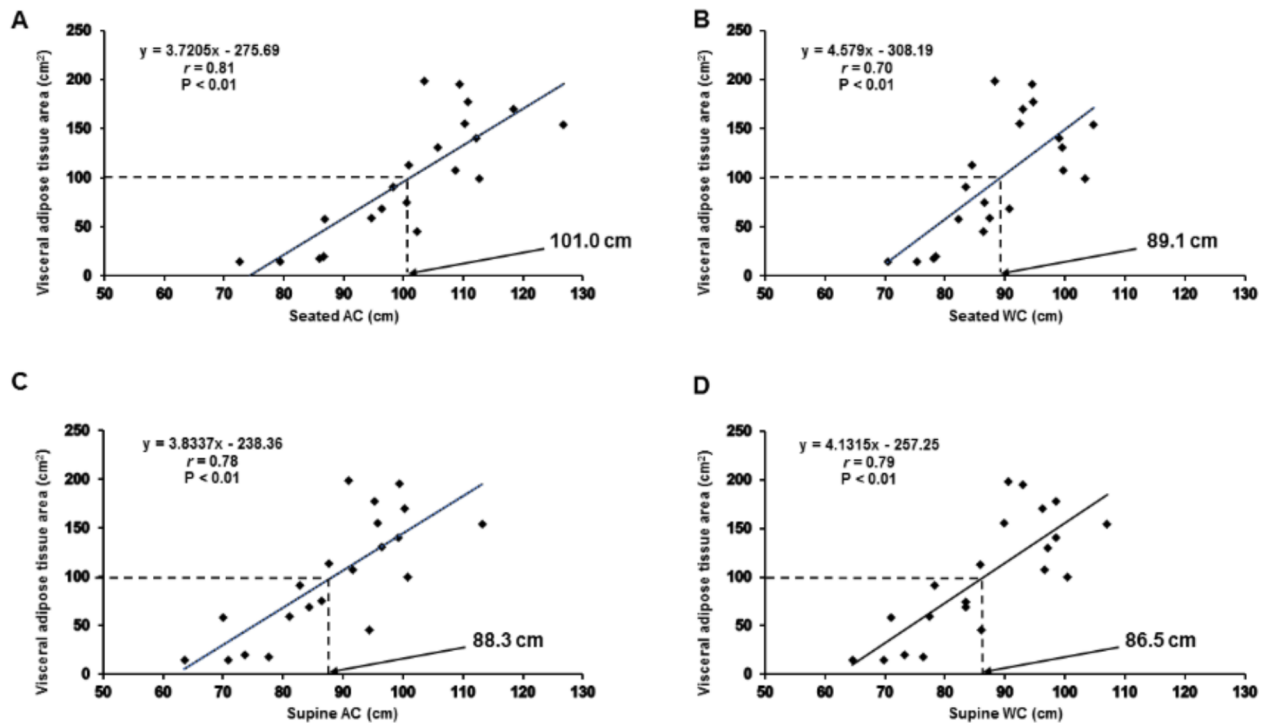 A
Visceral adipose tissue area (cm²)
y = 3.7205x - 275.69
r = 0.81
P < 0.01
250
200
150
100
50
0
101.0 cm
50 60 70 80 90 100 110 120 130
Seated AC (cm)
B
Visceral adipose tissue area (cm²)
y = 4.579x - 308.19
r = 0.70
P < 0.01
250
200
150
100
50
0
89.1 cm
50 60 70 80 90 100 110 120 130
Seated WC (cm)
C
Visceral adipose tissue area (cm²)
y = 3.8337x - 238.36
r = 0.78
P < 0.01
250
200
150
100
50
0
88.3 cm
50 60 70 80 90 100 110 120 130
Supine AC (cm)
D
Visceral adipose tissue area (cm²)
y = 4.1315x - 257.25
r = 0.79
P < 0.01
250
200
150
100
50
0
86.5 cm
50 60 70 80 90 100 110 120 130
Supine WC (cm)